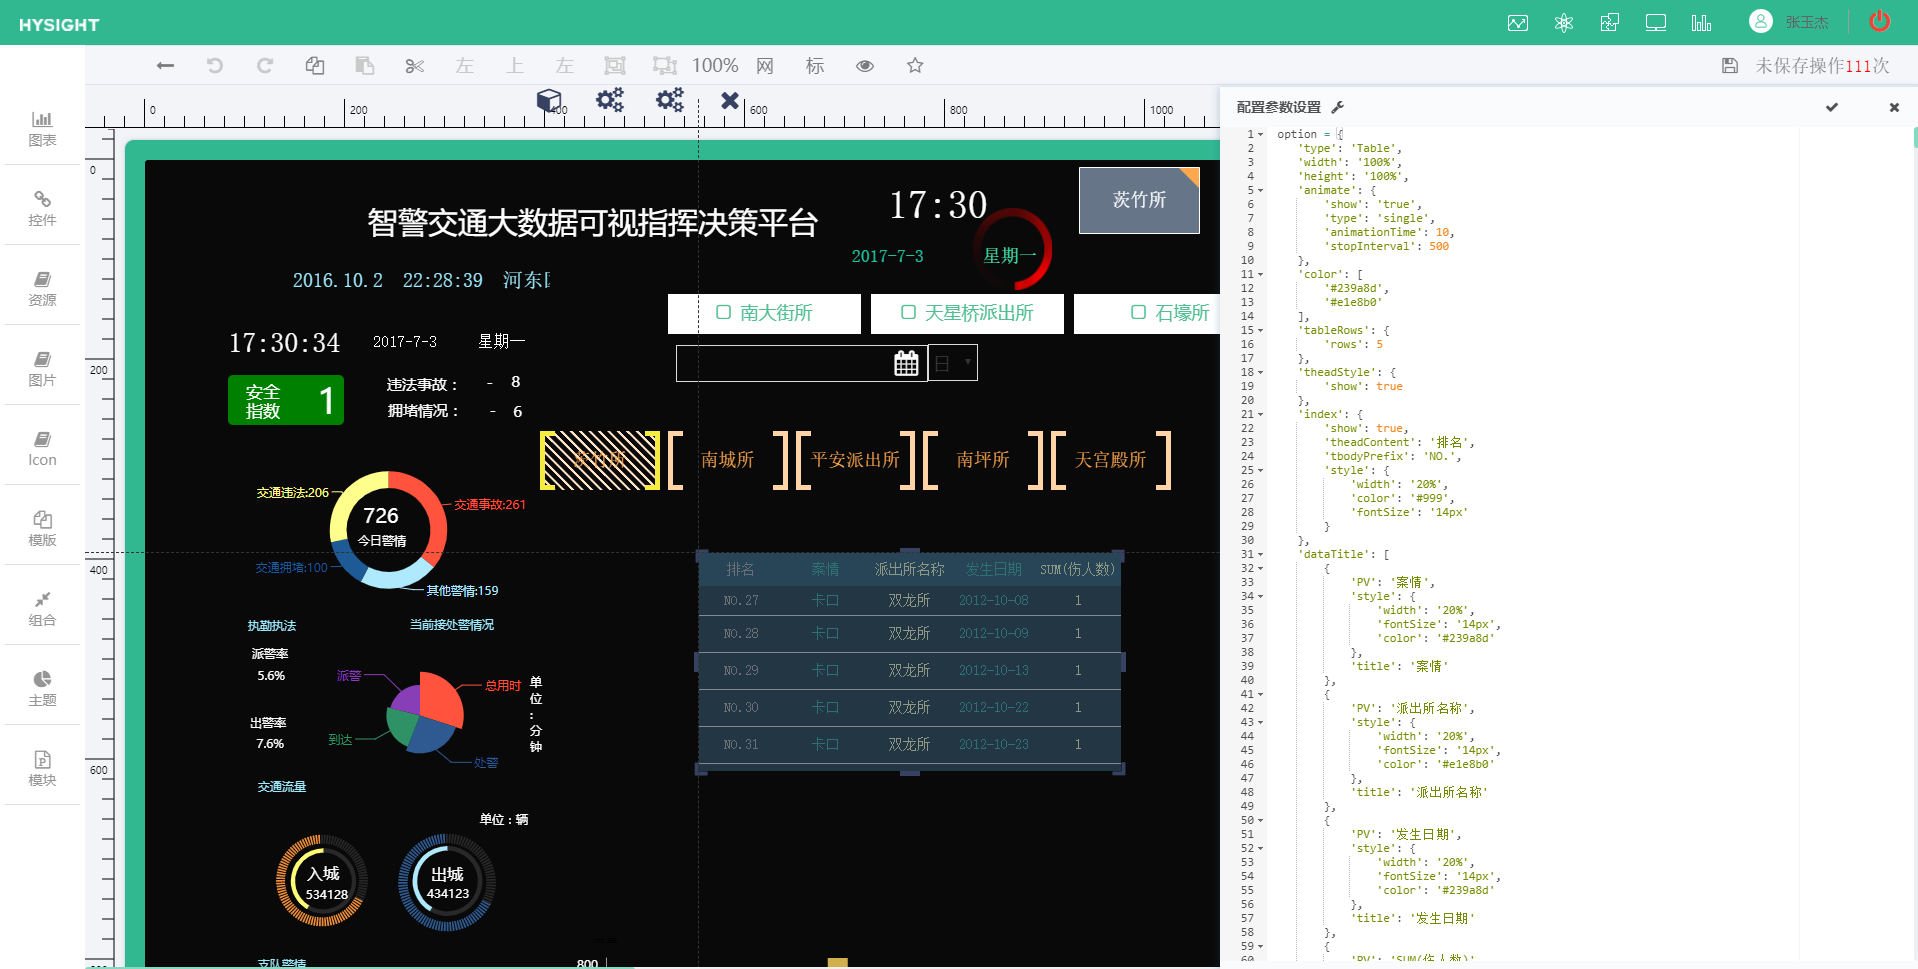 HYSIGHT
张玉杰
左
上
左
100%
网
标
未保存操作111次
图表
控件
资源
图片
Icon
模版
组合
主题
模块
0
200
400
600
800
1000
0
200
400
600
智警交通大数据可视指挥决策平台
17:30
2017-7-3
星期一
茨竹所
2016.10.2 22:28:39 河东
南大街所
天星桥派出所
石壕所
17:30:34
2017-7-3
星期一
日
安全
指数
1
违法事故：
-
8
拥堵情况：
-
6
茨竹所
南城所
平安派出所
南坪所
天宫殿所
交通违法:206
交通事故:261
726
今日警情
交通拥堵:100
其他警情:159
执勤执法
当前接处警情况
派警率
5.6%
出警率
7.6%
派警
总用时
到达
处警
单位：分钟
交通流量
单位：辆
入城
534128
出城
434123
支队警情
800
排名 案情 派出所名称 发生日期 SUM(伤人数)
NO.27 卡口 双龙所 2012-10-08 1
NO.28 卡口 双龙所 2012-10-09 1
NO.29 卡口 双龙所 2012-10-13 1
NO.30 卡口 双龙所 2012-10-22 1
NO.31 卡口 双龙所 2012-10-23 1
配置参数设置
1 option = {
2 'type': 'Table',
3 'width': '100%',
4 'height': '100%',
5 'animate': {
6 'show': 'true',
7 'type': 'single',
8 'animationTime': 10,
9 'stopInterval': 500
10 },
11 'color': [
12 '#239a8d',
13 '#e1e8b0'
14 ],
15 'tableRows': {
16 'rows': 5
17 },
18 'theadStyle': {
19 'show': true
20 },
21 'index': {
22 'show': true,
23 'theadContent': '排名',
24 'tbodyPrefix': 'NO.',
25 'style': {
26 'width': '20%',
27 'color': '#999',
28 'fontSize': '14px'
29 }
30 },
31 'dataTitle': [
32 {
33 'PV': '案情',
34 'style': {
35 'width': '20%',
36 'fontSize': '14px',
37 'color': '#239a8d'
38 },
39 'title': '案情'
40 },
41 {
42 'PV': '派出所名称',
43 'style': {
44 'width': '20%',
45 'fontSize': '14px',
46 'color': '#e1e8b0'
47 },
48 'title': '派出所名称'
49 },
50 {
51 'PV': '发生日期',
52 'style': {
53 'width': '20%',
54 'fontSize': '14px',
55 'color': '#239a8d'
56 },
57 'title': '发生日期'
58 },
59 {
60 'PV': 'SUM(伤人数)'